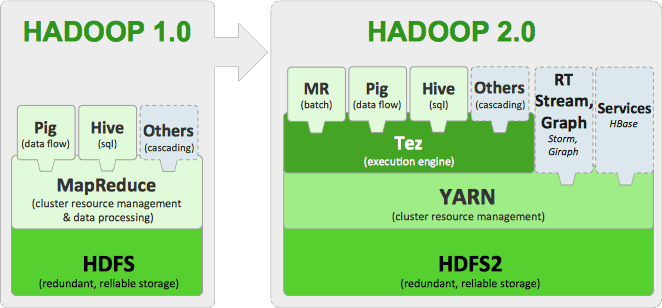 HADOOP 1.0
Pig
(data flow)
Hive
(sql)
Others
(cascading)
MapReduce
(cluster resource management
& data processing)
HDFS
(redundant, reliable storage)
HADOOP 2.0
MR
(batch)
Pig
(data flow)
Hive
(sql)
Others
(cascading)
RT
Stream,
Graph
Storm,
Giraph
Services
HBase
Tez
(execution engine)
YARN
(cluster resource management)
HDFS2
(redundant, reliable storage)